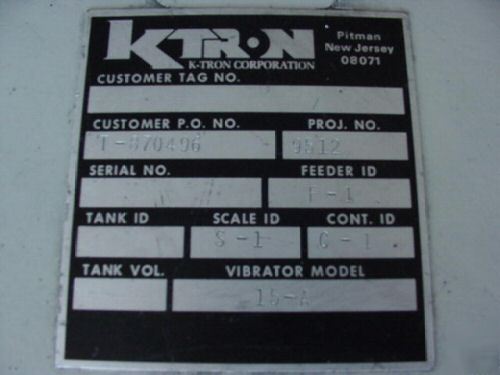 K-TRON
K-TRON CORPORATION
Pitman
New Jersey
08071
CUSTOMER TAG NO.
CUSTOMER P.O. NO. PROJ. NO.
T-870496 9512
SERIAL NO. FEEDER ID
F-1
TANK ID SCALE ID CONT. ID
S-1 C-1
TANK VOL. VIBRATOR MODEL
15-A